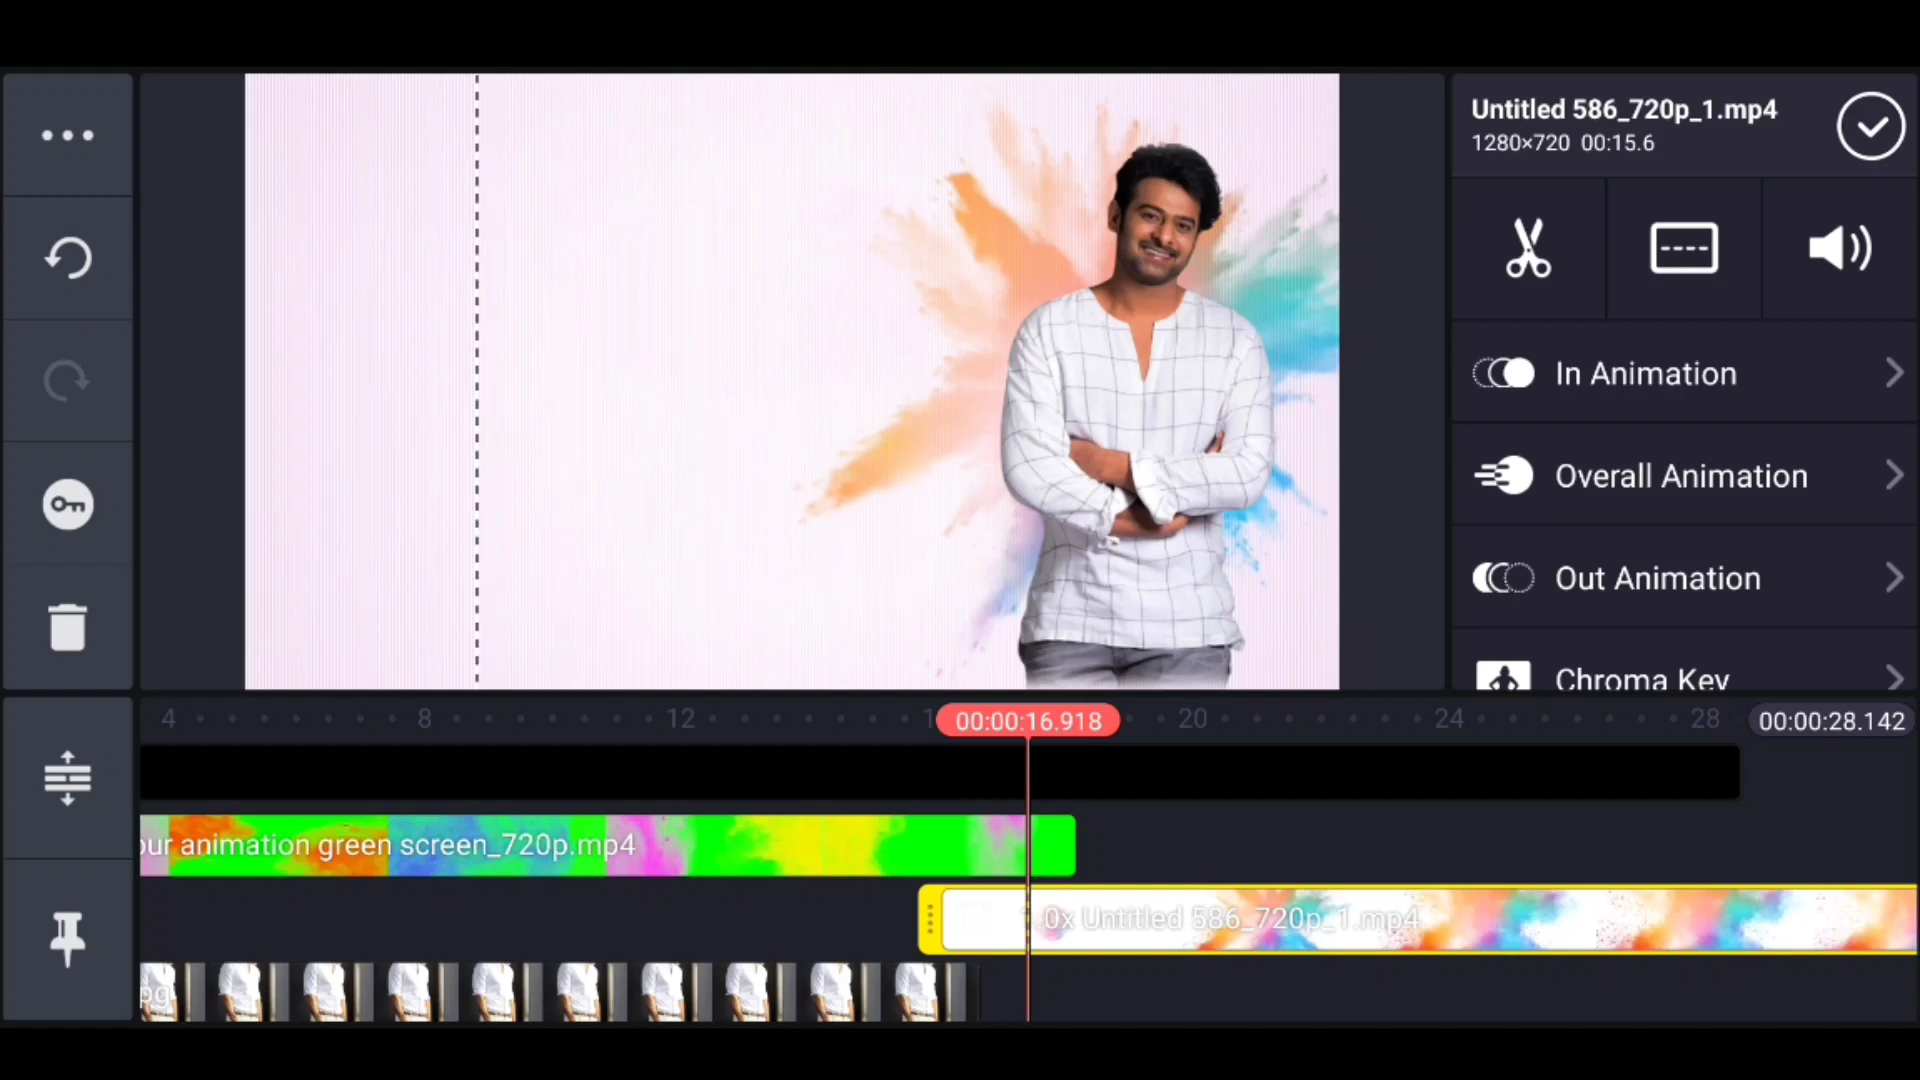 Untitled 586_720p_1.mp4
1280×720 00:15.6
In Animation
Overall Animation
Out Animation
Chroma Key
4 8 12 00:00:16.918 20 24 28 00:00:28.142
our animation green screen_720p.mp4
.0x Untitled 586_720p_1.mp4
pg